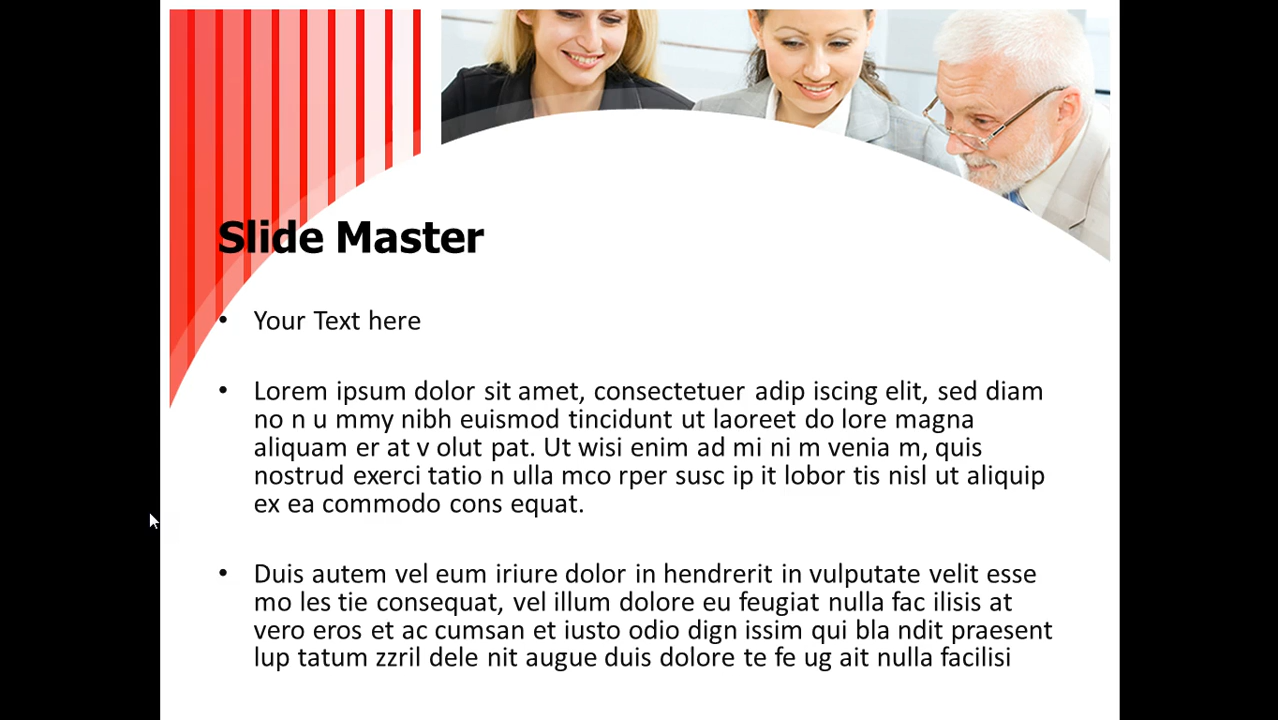 Slide Master
• Your Text here
• Lorem ipsum dolor sit amet, consectetuer adip iscing elit, sed diam
no n u mmy nibh euismod tincidunt ut laoreet do lore magna
aliquam er at v olut pat. Ut wisi enim ad mi ni m venia m, quis
nostrud exerci tatio n ulla mco rper susc ip it lobor tis nisl ut aliquip
ex ea commodo cons equat.
• Duis autem vel eum iriure dolor in hendrerit in vulputate velit esse
mo les tie consequat, vel illum dolore eu feugiat nulla fac ilisis at
vero eros et ac cumsan et iusto odio dign issim qui bla ndit praesent
lup tatum zzril dele nit augue duis dolore te fe ug ait nulla facilisi